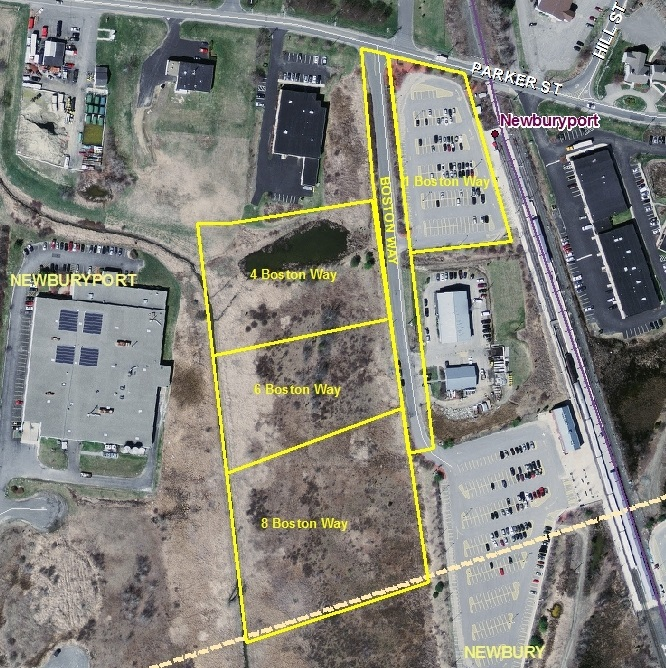 HILL ST
PARKER ST
Newburyport
1 Boston Way
BOSTON WAY
4 Boston Way
NEWBURYPORT
6 Boston Way
8 Boston Way
NEWBURY